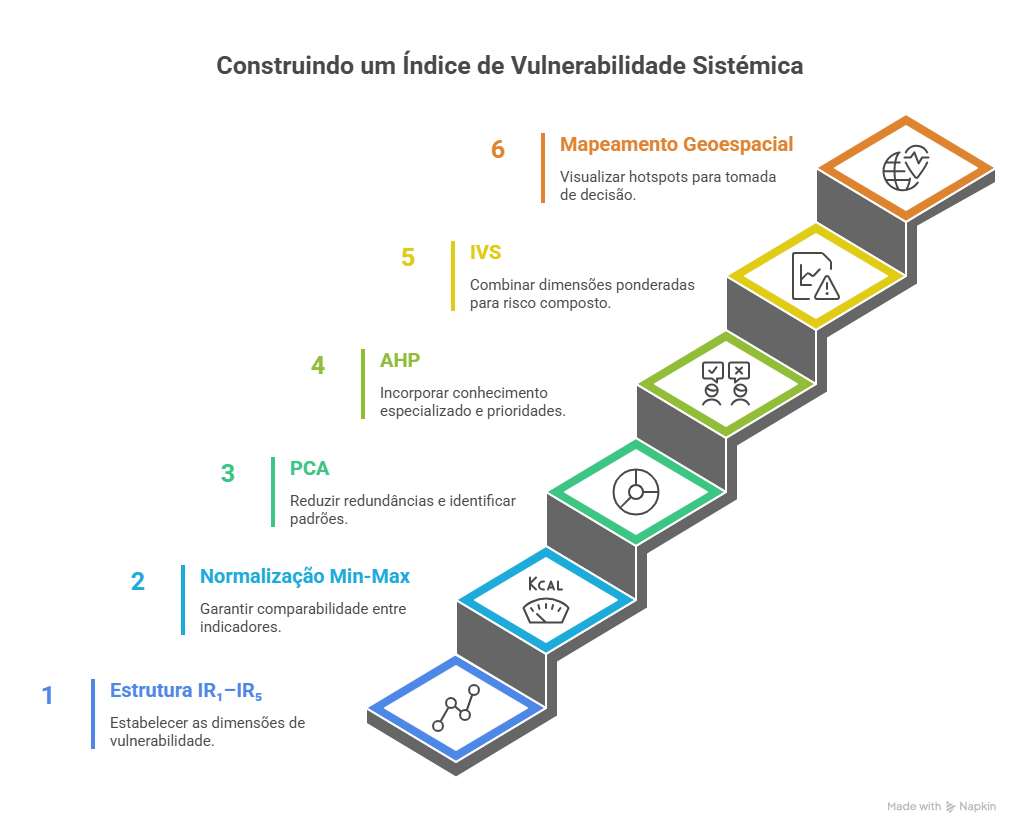 Construindo um Índice de Vulnerabilidade Sistémica
6
Mapeamento Geoespacial
Visualizar hotspots para tomada
de decisão.
5
IVS
Combinar dimensões ponderadas
para risco composto.
4
AHP
Incorporar conhecimento
especializado e prioridades.
3
PCA
Reduzir redundâncias e identificar
padrões.
2
Normalização Min-Max
Garantir comparabilidade entre
indicadores.
KCAL
1
Estrutura IR₁–IR₅
Estabelecer as dimensões de
vulnerabilidade.
Made with Napkin